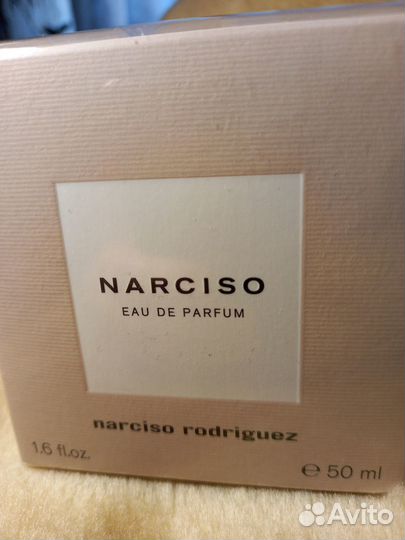 NARCISO
EAU DE PARFUM
narciso rodriguez
1.6 fl.oz.
℮ 50 ml
Avito